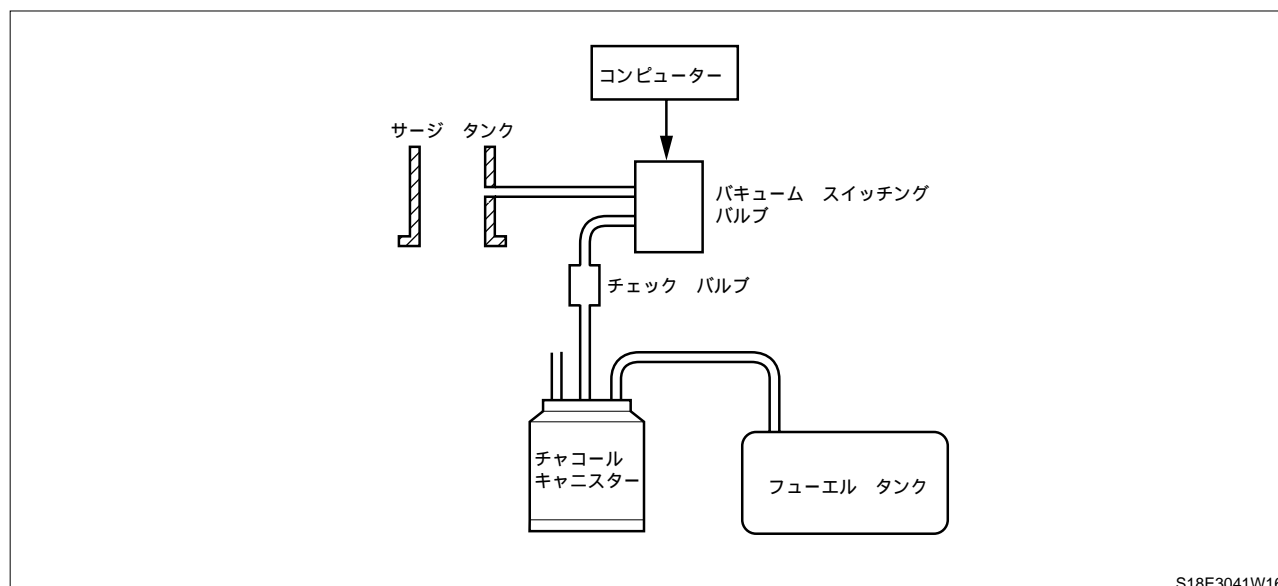 コンピューター
サージ　タンク
バキューム　スイッチング
バルブ
チェック　バルブ
チャコール
キャニスター
フューエル　タンク
S18F3041W16